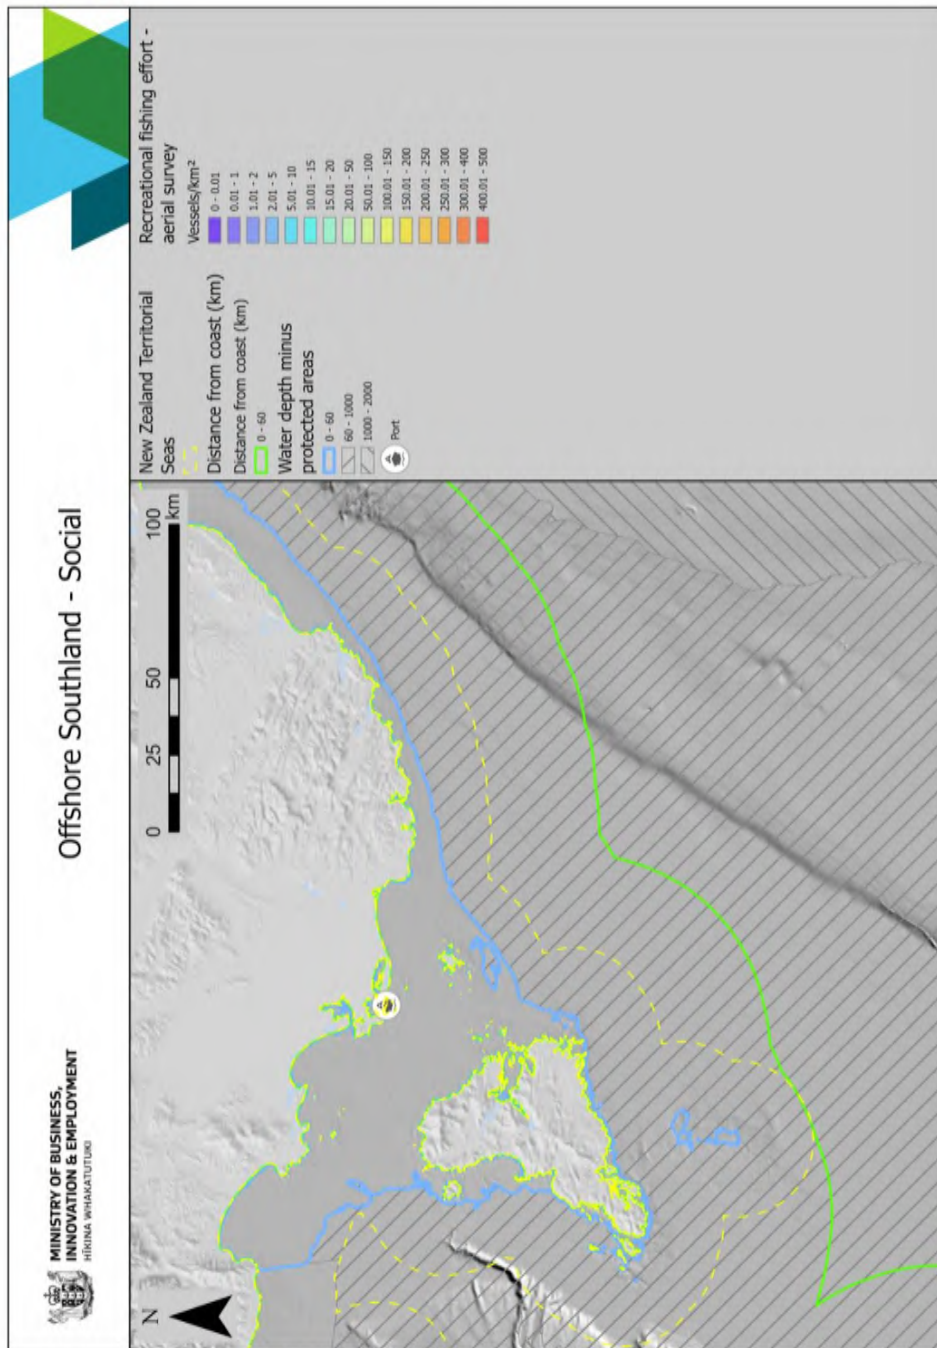 MINISTRY OF BUSINESS,
INNOVATION & EMPLOYMENT
HĪKINA WHAKATUTUKI
Offshore Southland - Social
N
0 25 50 100
km
New Zealand Territorial
Seas
Distance from coast (km)
Distance from coast (km)
0 - 60
Water depth minus
protected areas
0 - 60
60 - 1000
1000 - 2000
Port
Recreational fishing effort -
aerial survey
Vessels/km²
0 - 0.01
0.01 - 1
1.01 - 2
2.01 - 5
5.01 - 10
10.01 - 15
15.01 - 20
20.01 - 50
50.01 - 100
100.01 - 150
150.01 - 200
200.01 - 250
250.01 - 300
300.01 - 400
400.01 - 500